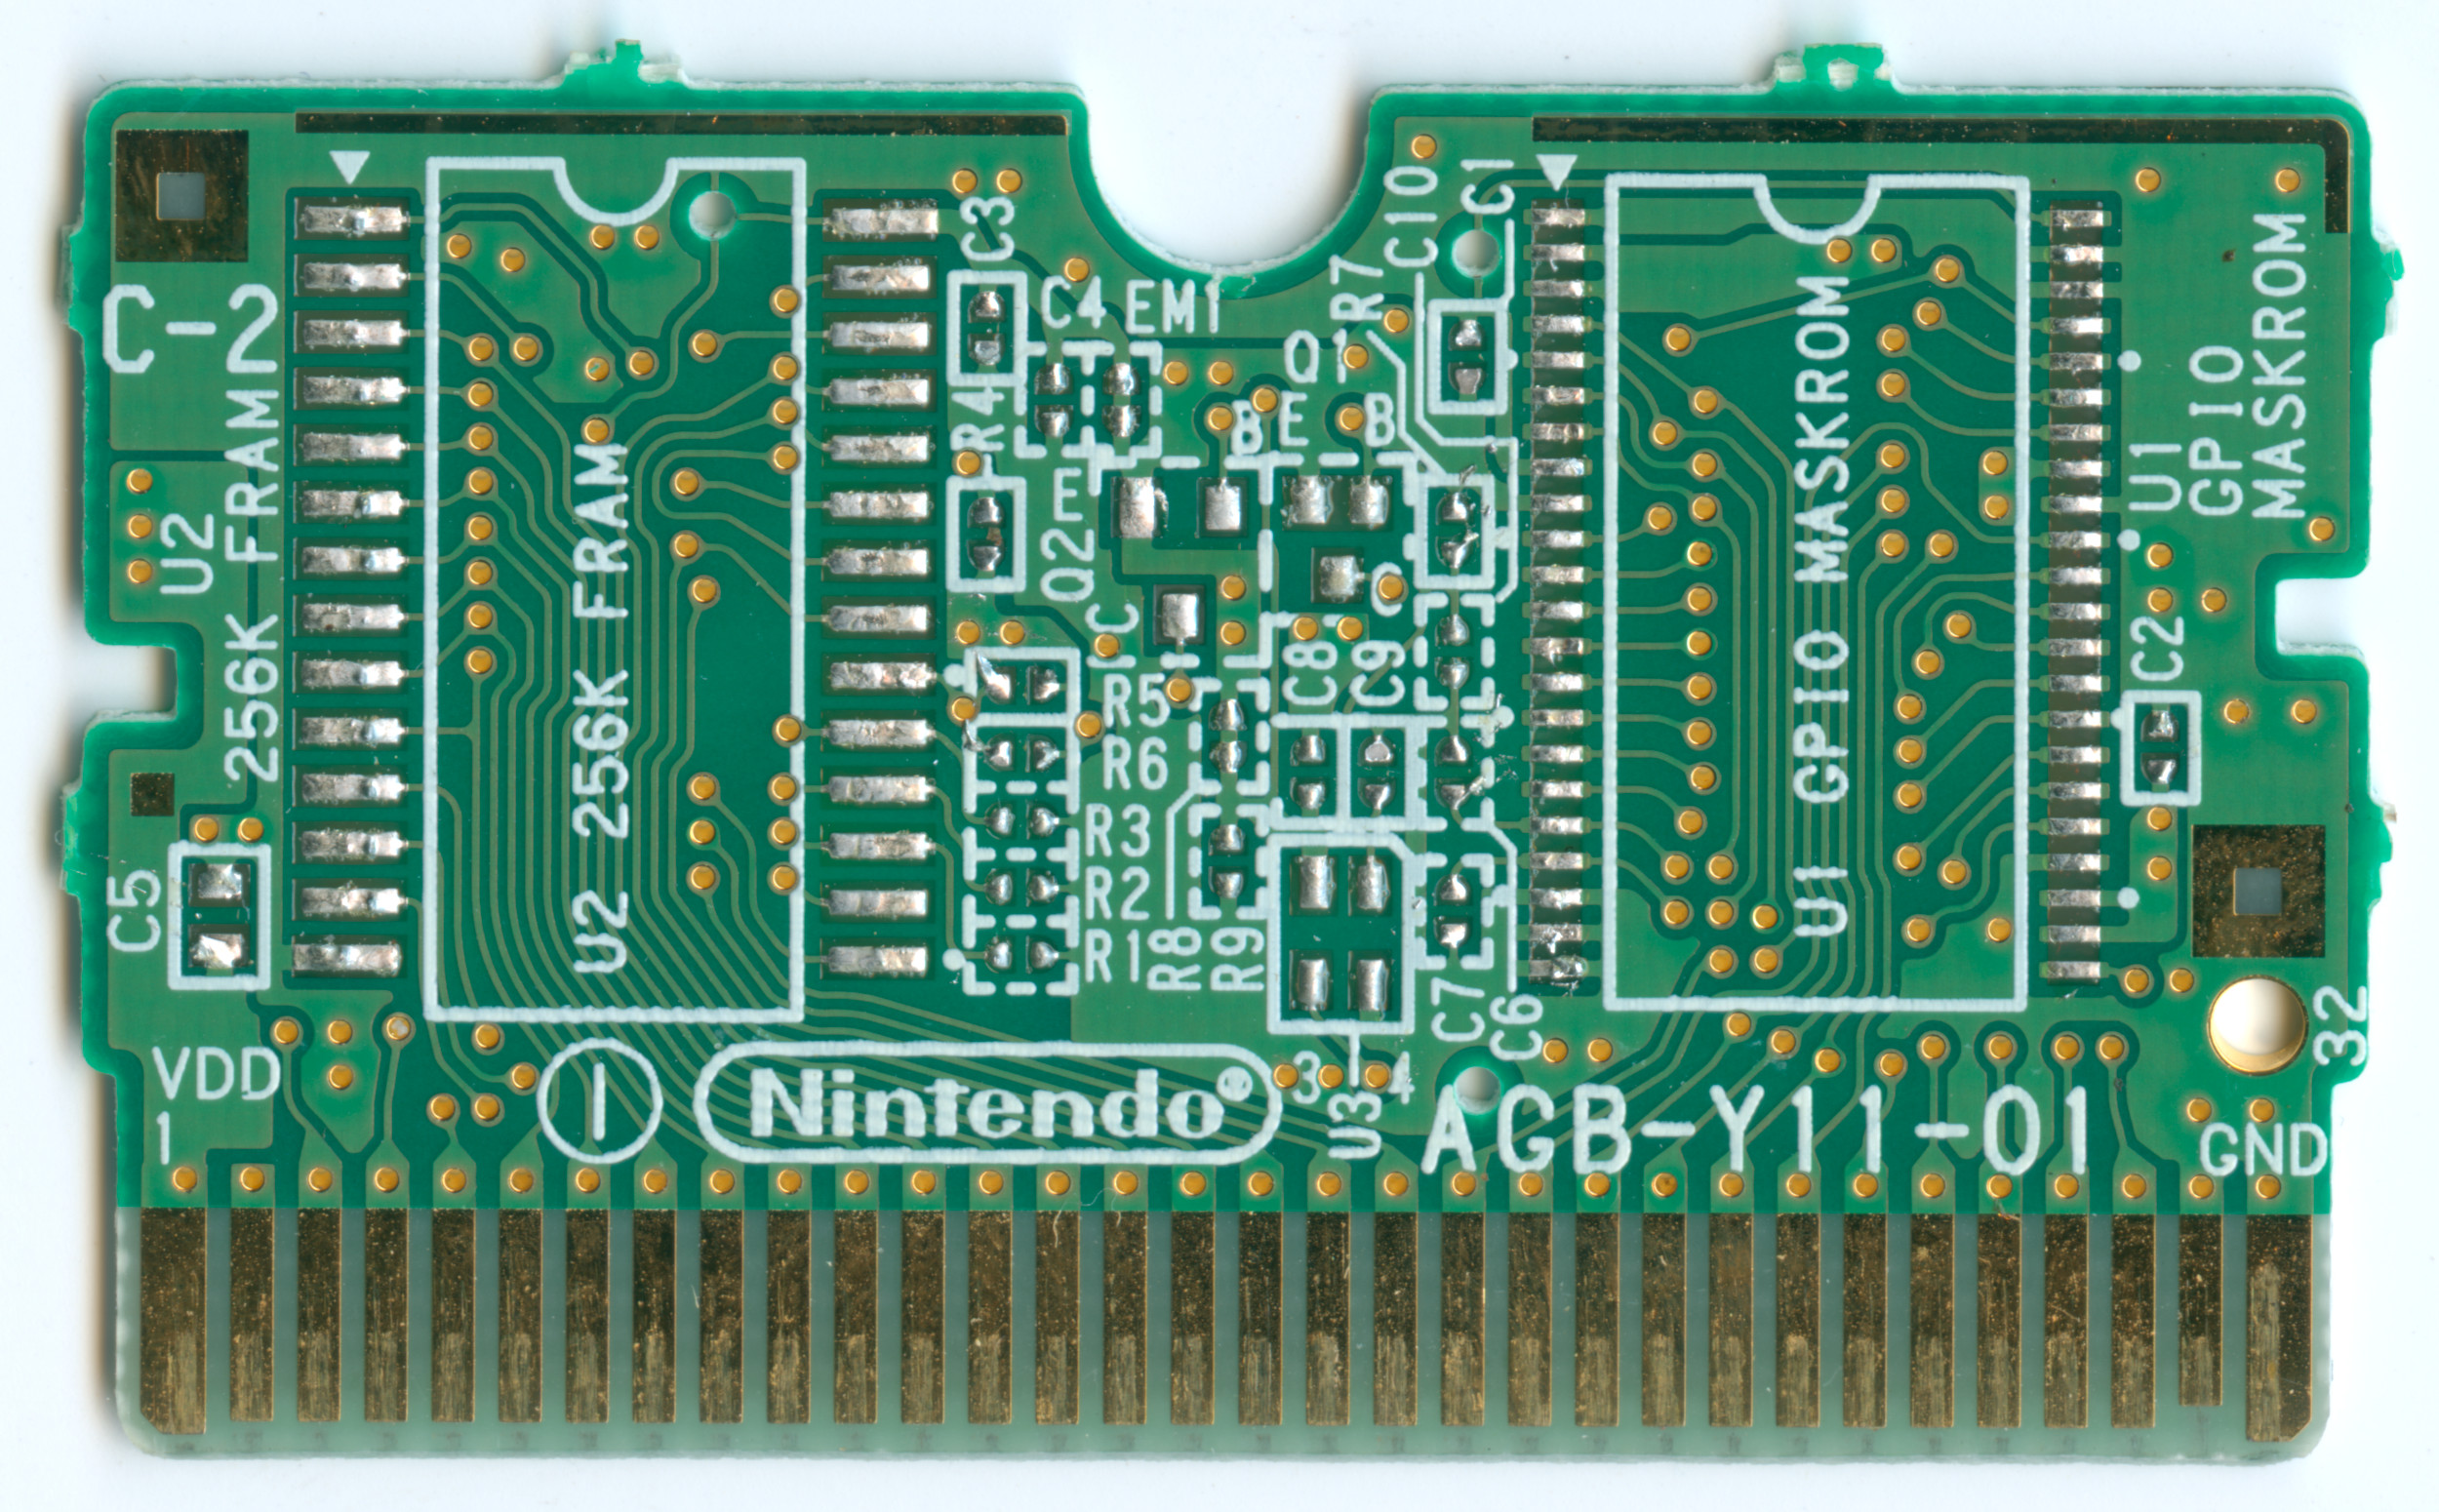 C-2
U2
256K FRAM
U2 256K FRAM
C3
C4
EM1
R4
Q2
E
B
C
Q1
E
B
C
R7
C10
C1
U1 GPIO MASKROM
U1
GPIO
MASKROM
C2
C5
R5
R6
R3
R2
R1
R8
R9
C8
C9
C7
C6
VDD
1
Nintendo®
3
4
U3
AGB-Y11-01
32
GND